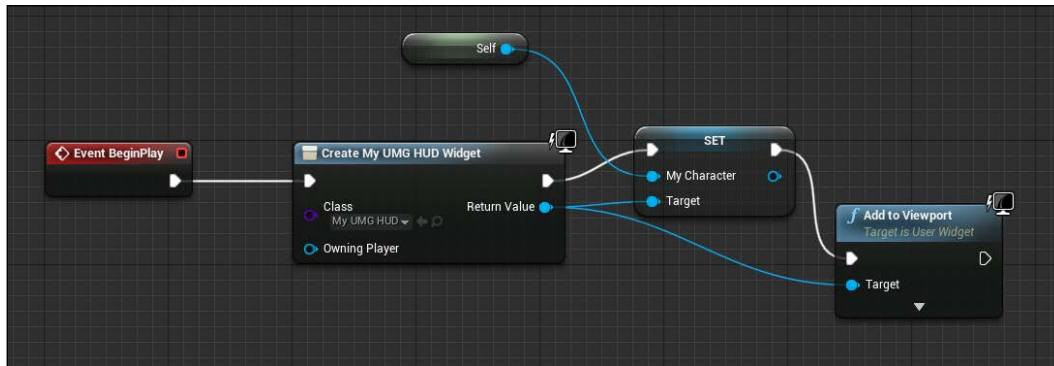 Self
Event BeginPlay
Create My UMG HUD Widget
Class
My UMG HUD
Return Value
Owning Player
SET
My Character
Target
f Add to Viewport
Target is User Widget
Target